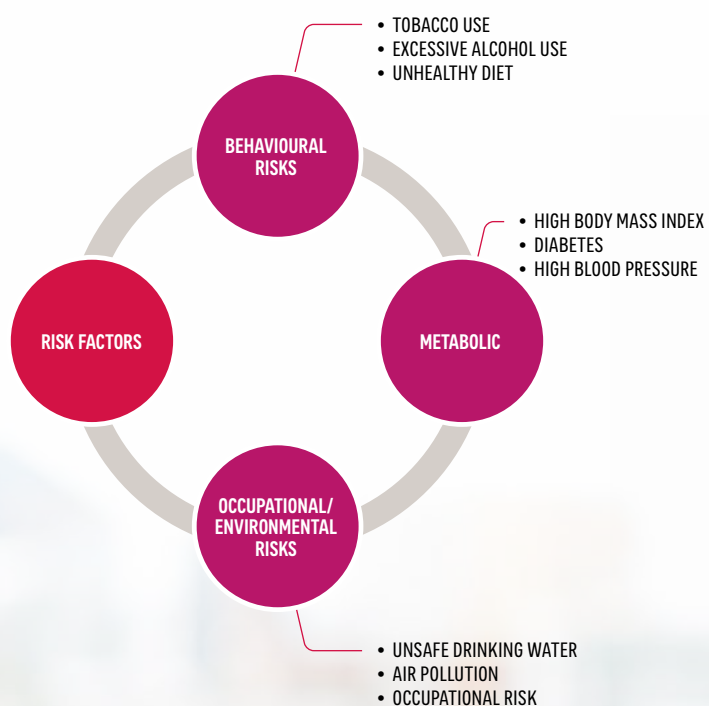 • TOBACCO USE
• EXCESSIVE ALCOHOL USE
• UNHEALTHY DIET
BEHAVIOURAL
RISKS
• HIGH BODY MASS INDEX
• DIABETES
• HIGH BLOOD PRESSURE
RISK FACTORS
METABOLIC
OCCUPATIONAL/
ENVIRONMENTAL
RISKS
• UNSAFE DRINKING WATER
• AIR POLLUTION
• OCCUPATIONAL RISK